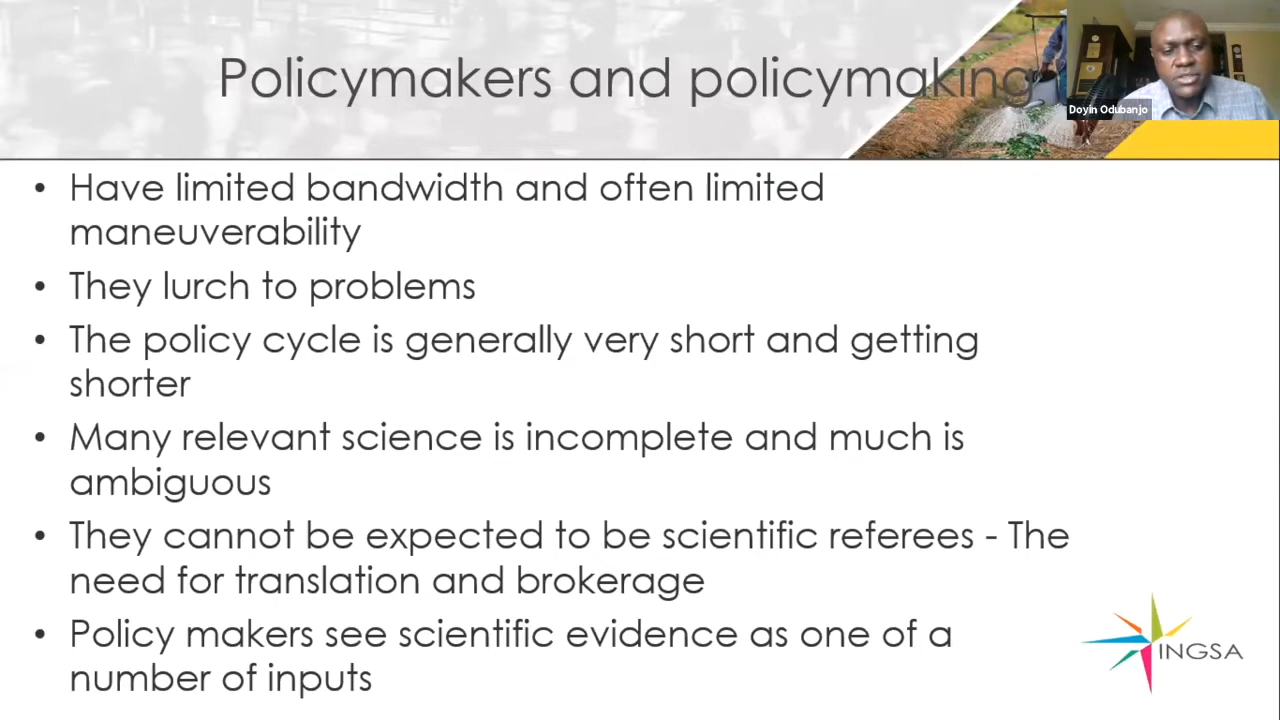 Policymakers and policymaking
Doyin Odubanjo
• Have limited bandwidth and often limited
maneuverability
• They lurch to problems
• The policy cycle is generally very short and getting
shorter
• Many relevant science is incomplete and much is
ambiguous
• They cannot be expected to be scientific referees - The
need for translation and brokerage
• Policy makers see scientific evidence as one of a
number of inputs
INGSA